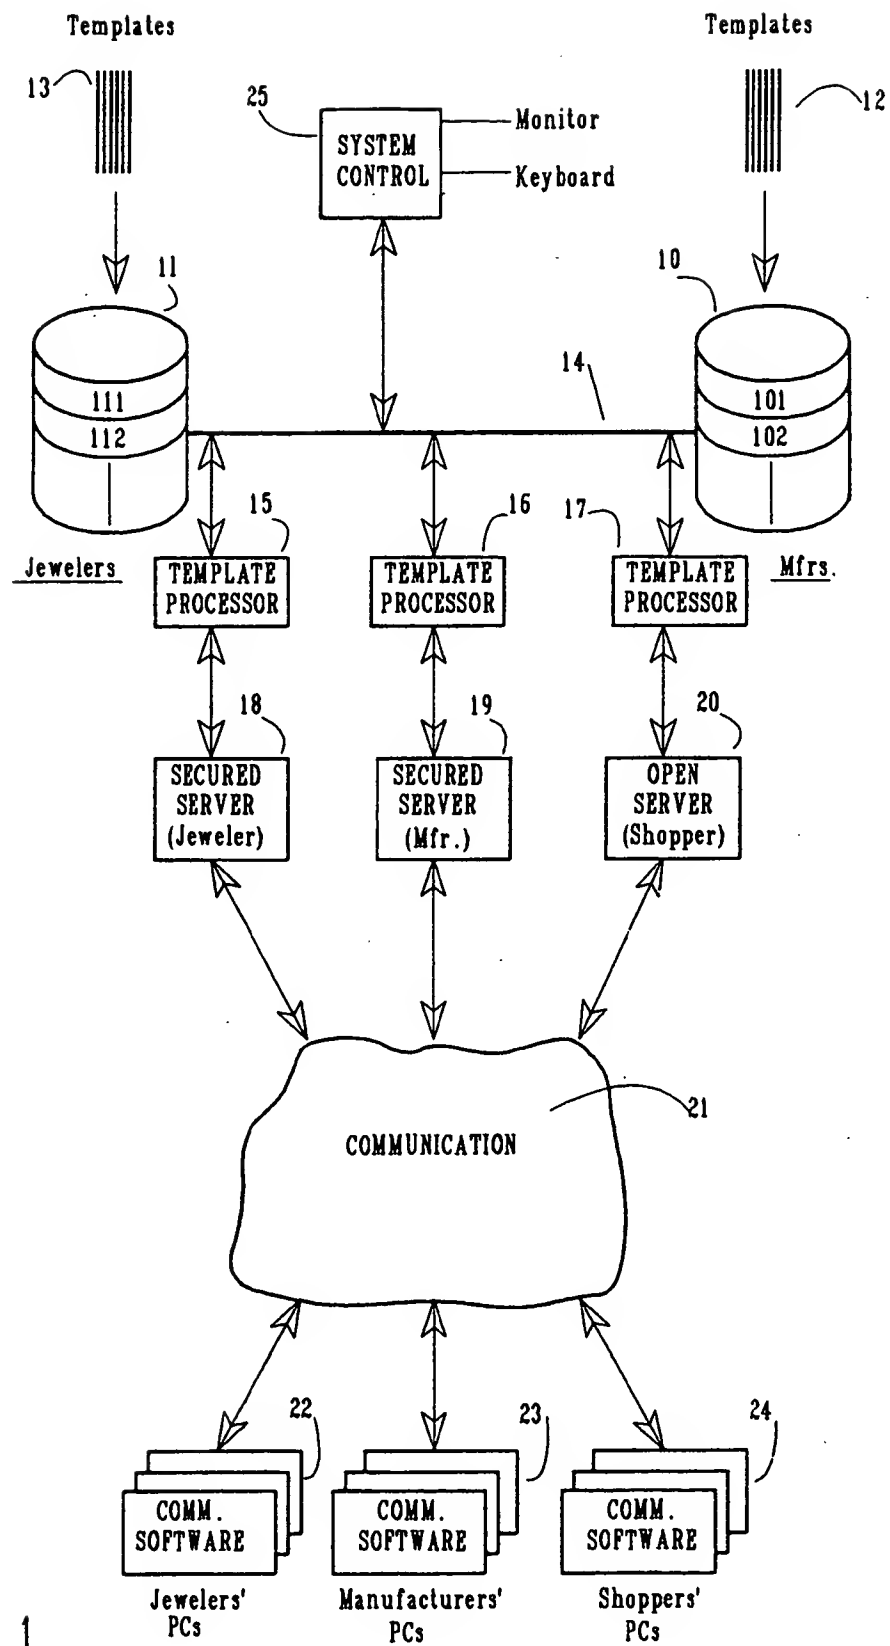 Templates
Templates
13
25
12
SYSTEM
CONTROL
Monitor
Keyboard
11
10
14
111
112
101
102
15
16
17
Jewelers
TEMPLATE
PROCESSOR
TEMPLATE
PROCESSOR
TEMPLATE
PROCESSOR
Mfrs.
18
19
20
SECURED
SERVER
(Jeweler)
SECURED
SERVER
(Mfr.)
OPEN
SERVER
(Shopper)
21
COMMUNICATION
22
23
24
COMM.
SOFTWARE
COMM.
SOFTWARE
COMM.
SOFTWARE
Jewelers'
PCs
Manufacturers'
PCs
Shoppers'
PCs
1